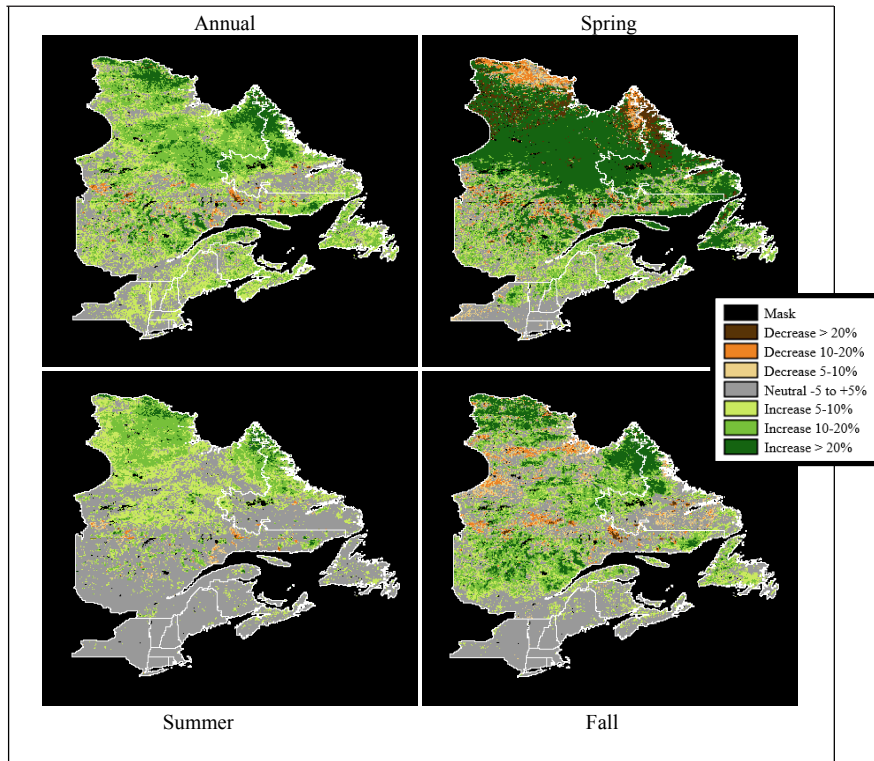 Annual
Spring
Mask
Decrease > 20%
Decrease 10-20%
Decrease 5-10%
Neutral -5 to +5%
Increase 5-10%
Increase 10-20%
Increase > 20%
Summer
Fall